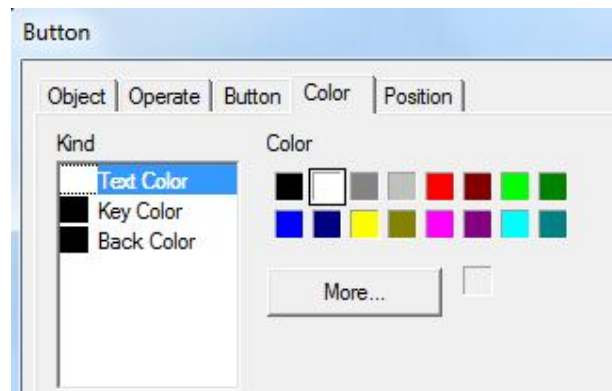 Button
Object Operate Button Color Position
Kind
Color
Text Color
Key Color
Back Color
More...